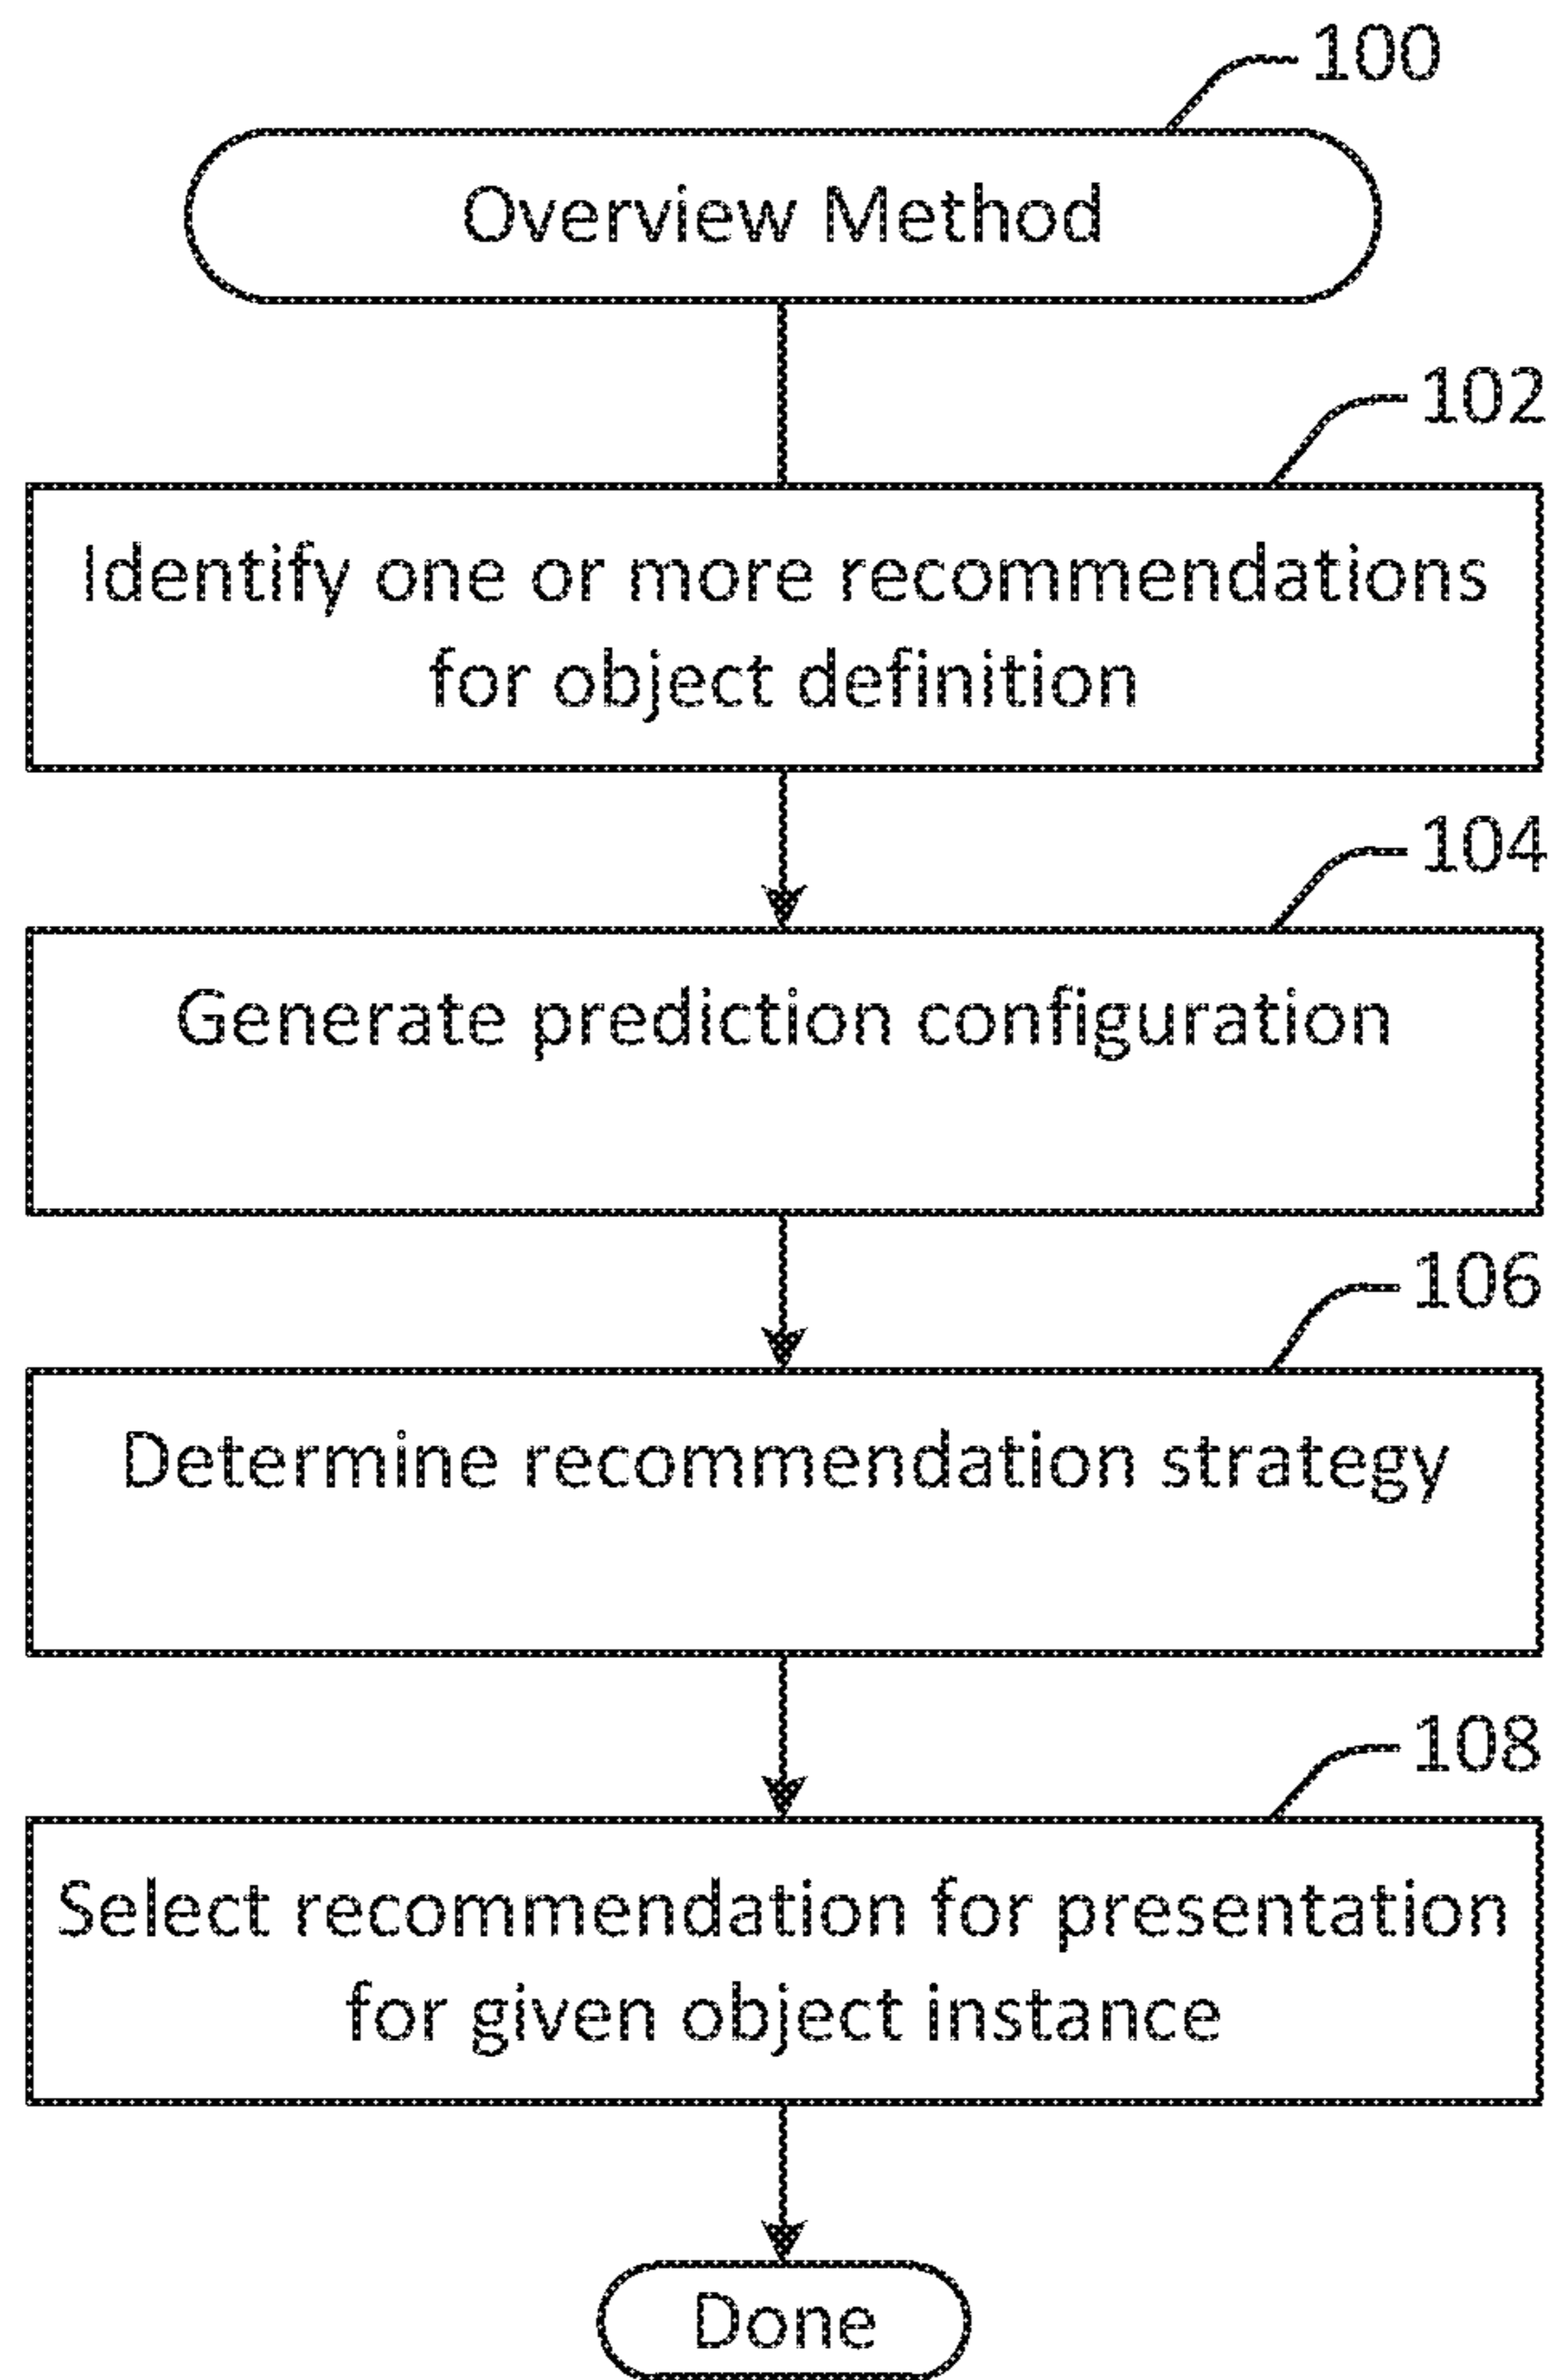 100
Overview Method
102
Identify one or more recommendations
for object definition
104
Generate prediction configuration
106
Determine recommendation strategy
108
Select recommendation for presentation
for given object instance
Done